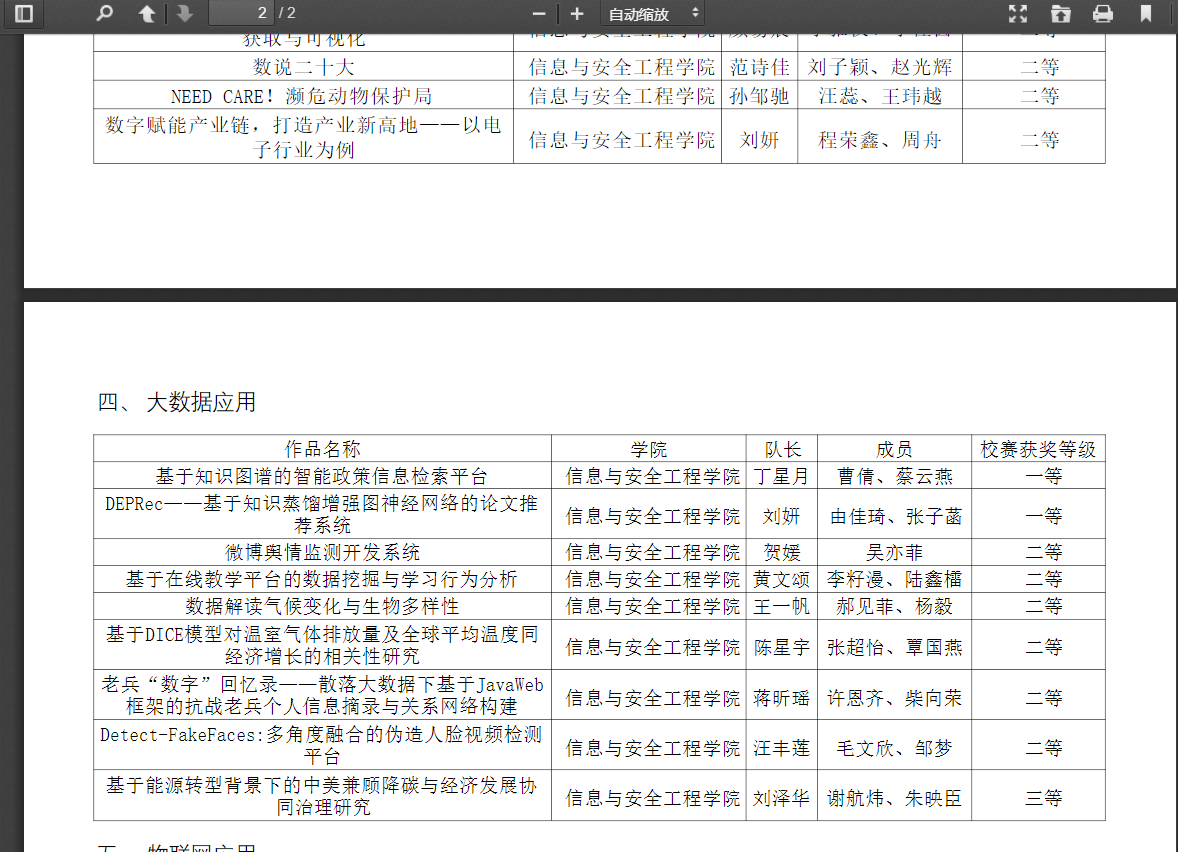 2 / 2
自动缩放
获取与可视化
数说二十大 信息与安全工程学院 范诗佳 刘子颖、赵光辉 二等
NEED CARE！濒危动物保护局 信息与安全工程学院 孙邹驰 汪蕊、王玮越 二等
数字赋能产业链，打造产业新高地——以电
子行业为例 信息与安全工程学院 刘妍 程荣鑫、周舟 二等
四、 大数据应用
作品名称 学院 队长 成员 校赛获奖等级
基于知识图谱的智能政策信息检索平台 信息与安全工程学院 丁星月 曹倩、蔡云燕 一等
DEPRec——基于知识蒸馏增强图神经网络的论文推
荐系统 信息与安全工程学院 刘妍 由佳琦、张子菡 一等
微博舆情监测开发系统 信息与安全工程学院 贺媛 吴亦菲 二等
基于在线教学平台的数据挖掘与学习行为分析 信息与安全工程学院 黄文颂 李籽漫、陆鑫橊 二等
数据解读气候变化与生物多样性 信息与安全工程学院 王一帆 郝见菲、杨毅 二等
基于DICE模型对温室气体排放量及全球平均温度同
经济增长的相关性研究 信息与安全工程学院 陈星宇 张超怡、覃国燕 二等
老兵“数字”回忆录——散落大数据下基于JavaWeb
框架的抗战老兵个人信息摘录与关系网络构建 信息与安全工程学院 蒋昕瑶 许恩齐、柴向荣 二等
Detect-FakeFaces:多角度融合的伪造人脸视频检测
平台 信息与安全工程学院 汪丰莲 毛文欣、邹梦 二等
基于能源转型背景下的中美兼顾降碳与经济发展协
同治理研究 信息与安全工程学院 刘泽华 谢航炜、朱映臣 三等